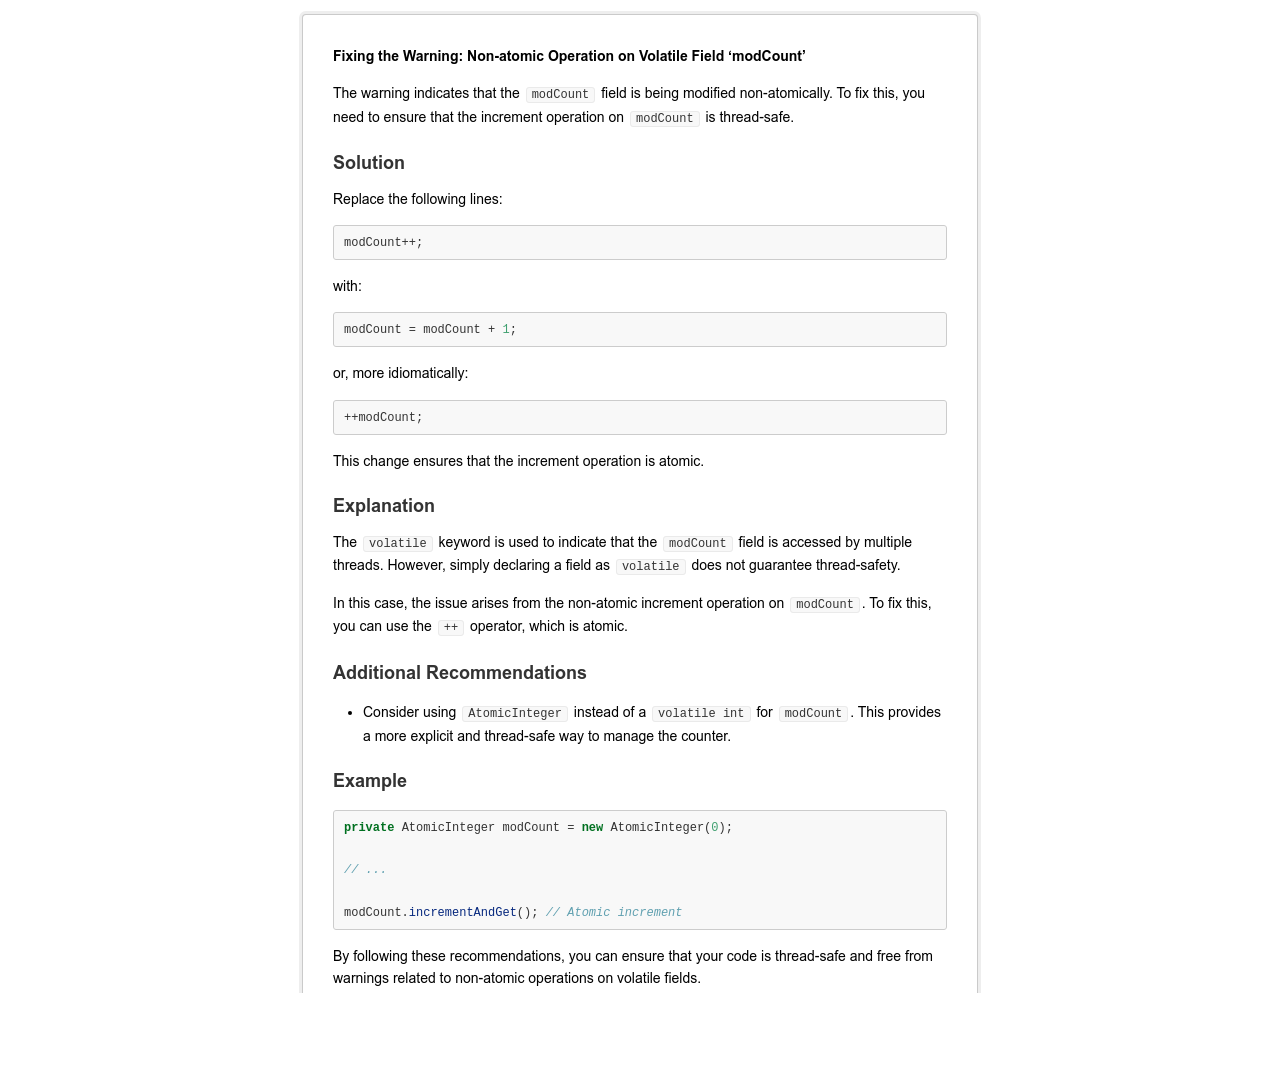 Fixing the Warning: Non-atomic Operation on Volatile Field ‘modCount’
The warning indicates that the modCount field is being modified non-atomically. To fix this, you
need to ensure that the increment operation on modCount is thread-safe.
Solution
Replace the following lines:
modCount++;
with:
modCount = modCount + 1;
or, more idiomatically:
++modCount;
This change ensures that the increment operation is atomic.
Explanation
The volatile keyword is used to indicate that the modCount field is accessed by multiple
threads. However, simply declaring a field as volatile does not guarantee thread-safety.
In this case, the issue arises from the non-atomic increment operation on modCount. To fix this,
you can use the ++ operator, which is atomic.
Additional Recommendations
• Consider using AtomicInteger instead of a volatile int for modCount. This provides
a more explicit and thread-safe way to manage the counter.
Example
private AtomicInteger modCount = new AtomicInteger(0);
// ...
modCount.incrementAndGet(); // Atomic increment
By following these recommendations, you can ensure that your code is thread-safe and free from
warnings related to non-atomic operations on volatile fields.